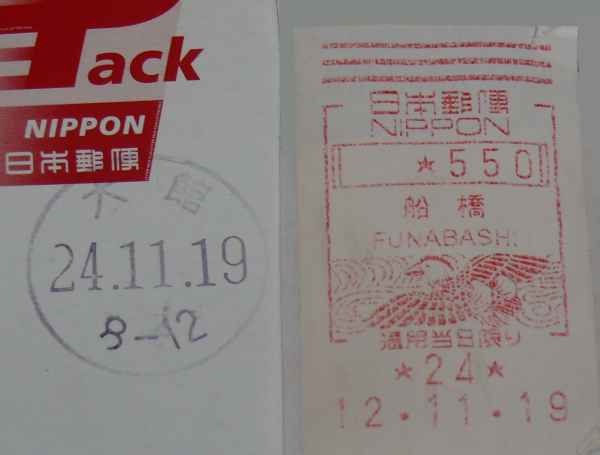 Pack
NIPPON
日本郵便
24.11.19
8-12
日本郵便
NIPPON
*550
船橋
FUNABASHI
通用当日限り
*24*
12・11・19